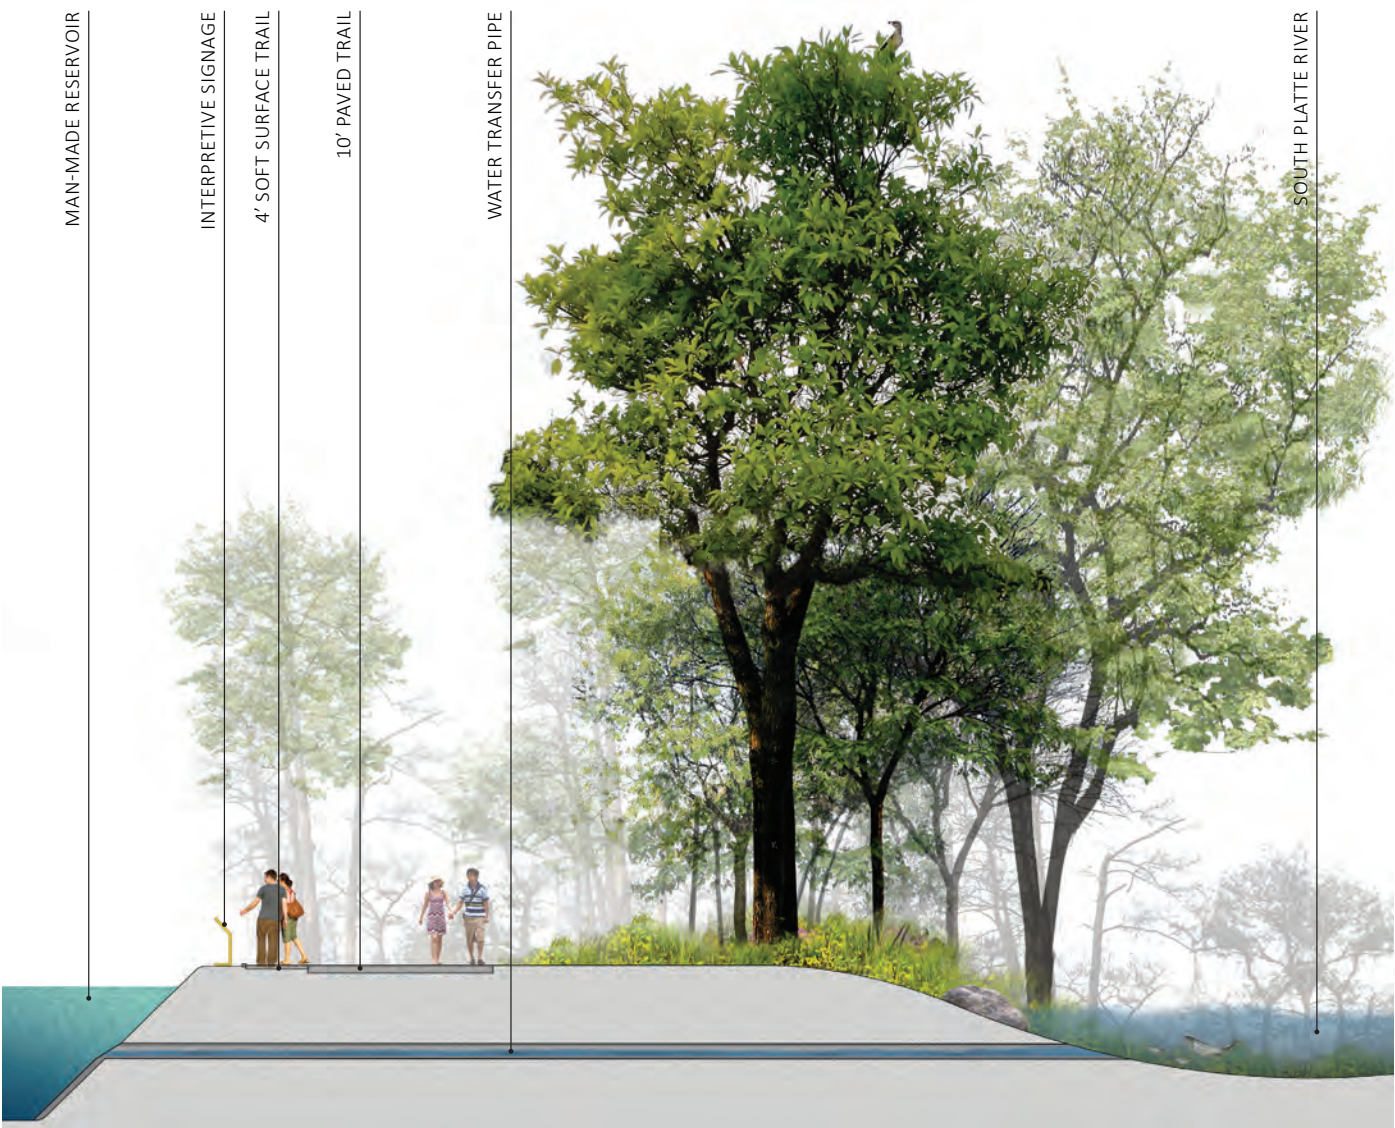 MAN-MADE RESERVOIR
INTERPRETIVE SIGNAGE
4' SOFT SURFACE TRAIL
10' PAVED TRAIL
WATER TRANSFER PIPE
SOUTH PLATTE RIVER